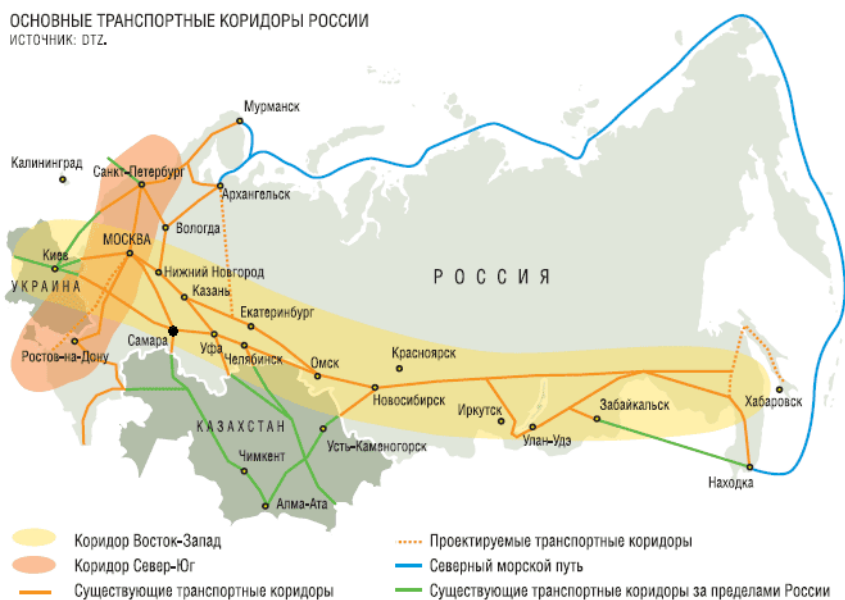 ОСНОВНЫЕ ТРАНСПОРТНЫЕ КОРИДОРЫ РОССИИ
ИСТОЧНИК: DTZ.
Мурманск
Калининград
Санкт-Петербург
Архангельск
Вологда
МОСКВА
Киев
Нижний Новгород
РОССИЯ
УКРАИНА
Казань
Екатеринбург
Самара
Уфа
Ростов-на-Дону
Челябинск
Омск
Красноярск
Новосибирск
Хабаровск
Забайкальск
Иркутск
КАЗАХСТАН
Улан-Удэ
Усть-Каменогорск
Чимкент
Находка
Алма-Ата
Коридор Восток-Запад
Проектируемые транспортные коридоры
Коридор Север-Юг
Северный морской путь
Существующие транспортные коридоры
Существующие транспортные коридоры за пределами России